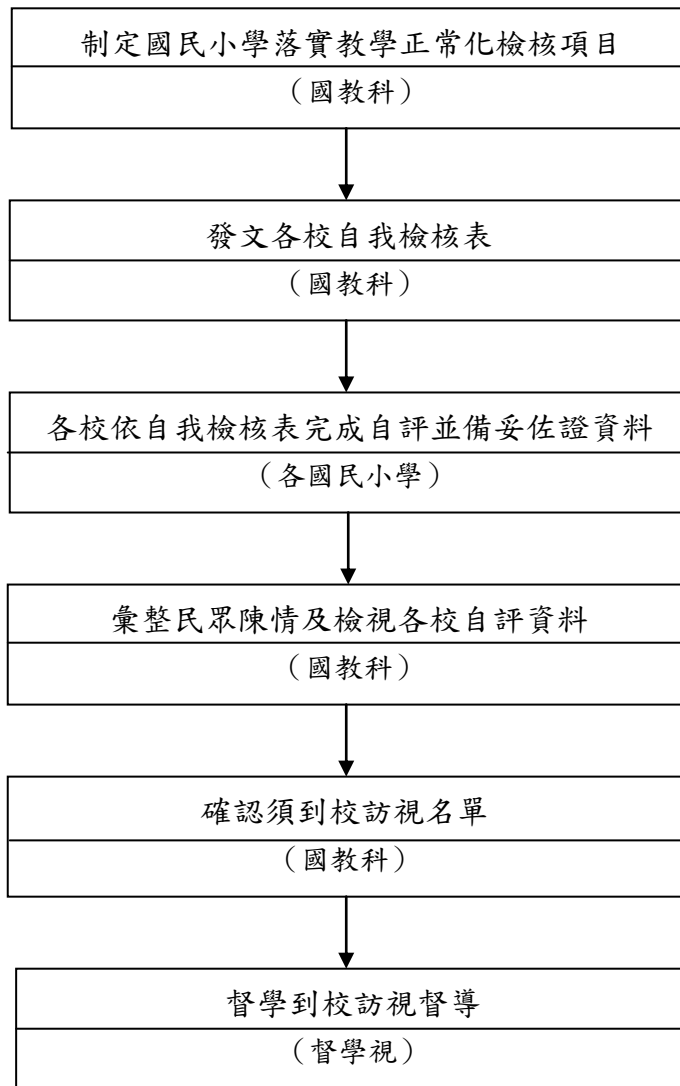 制定國民小學落實教學正常化檢核項目
（國教科）
發文各校自我檢核表
（國教科）
各校依自我檢核表完成自評並備妥佐證資料
（各國民小學）
彙整民眾陳情及檢視各校自評資料
（國教科）
確認須到校訪視名單
（國教科）
督學到校訪視督導
（督學視）